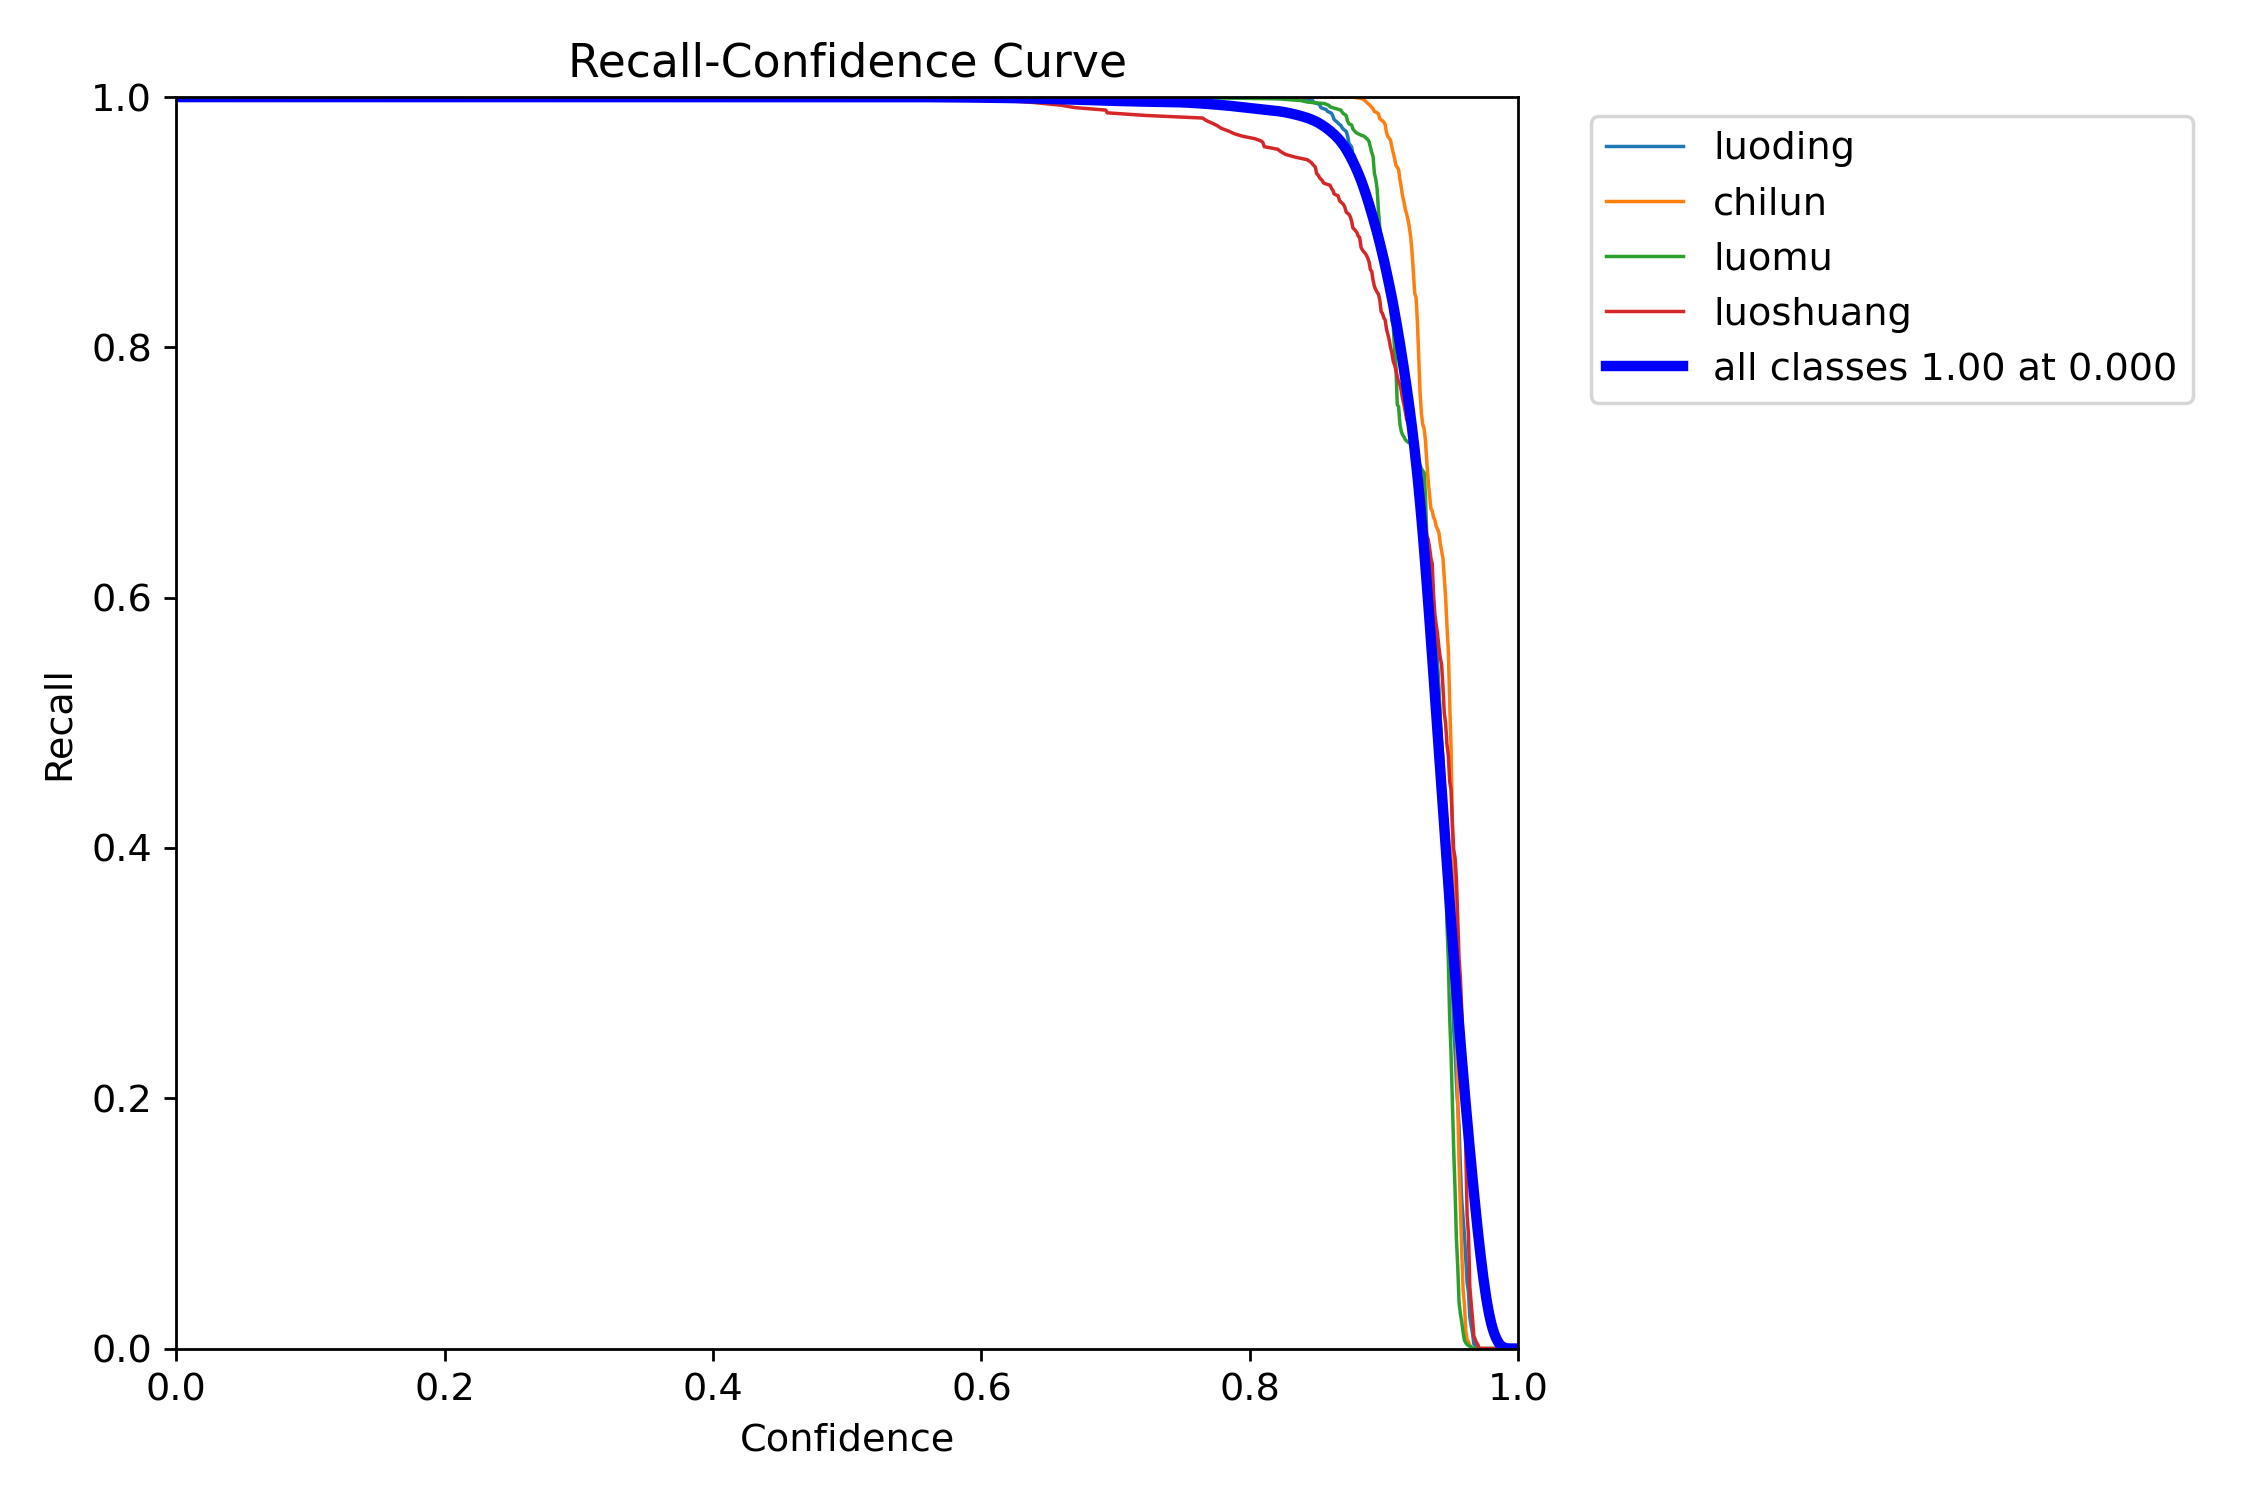 Recall-Confidence Curve
1.0
0.8
0.6
0.4
0.2
0.0
Recall
0.0 0.2 0.4 0.6 0.8 1.0
Confidence
luoding
chilun
luomu
luoshuang
all classes 1.00 at 0.000